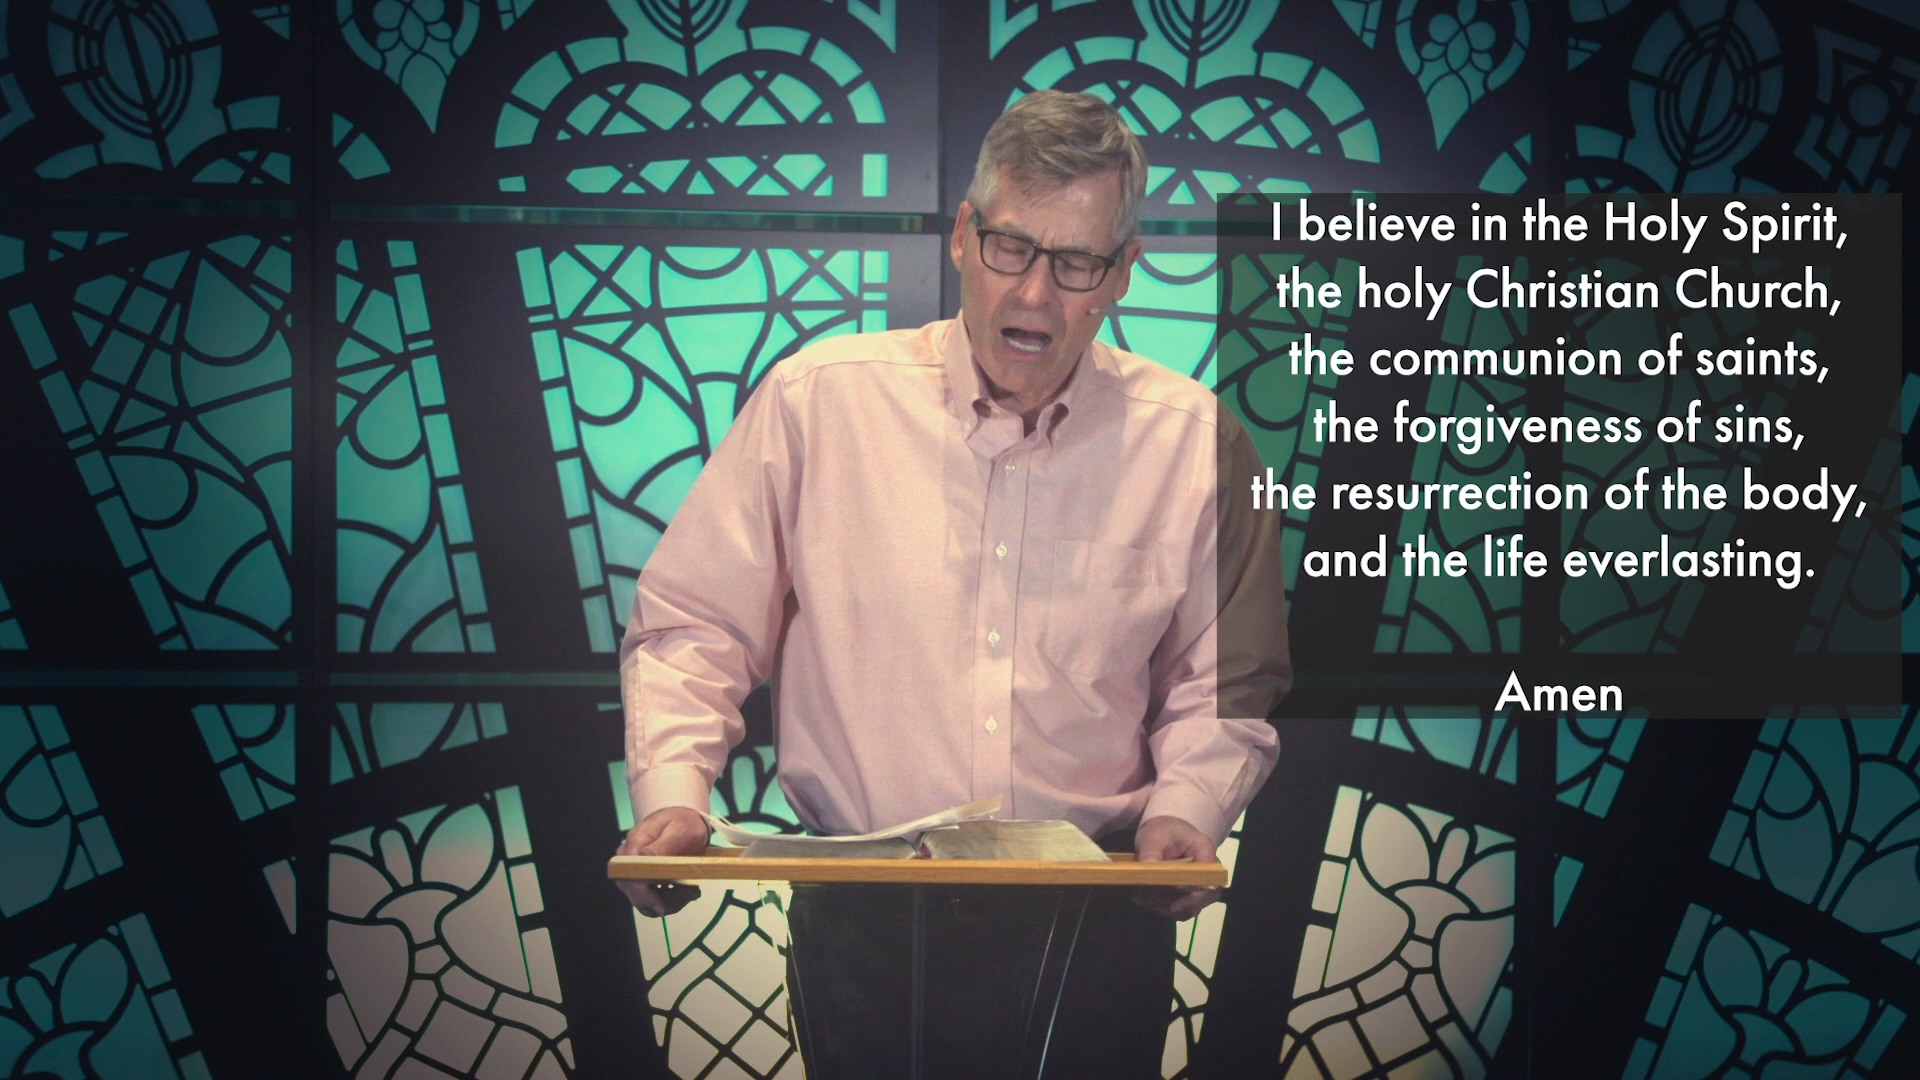 I believe in the Holy Spirit,
the holy Christian Church,
the communion of saints,
the forgiveness of sins,
the resurrection of the body,
and the life everlasting.
Amen